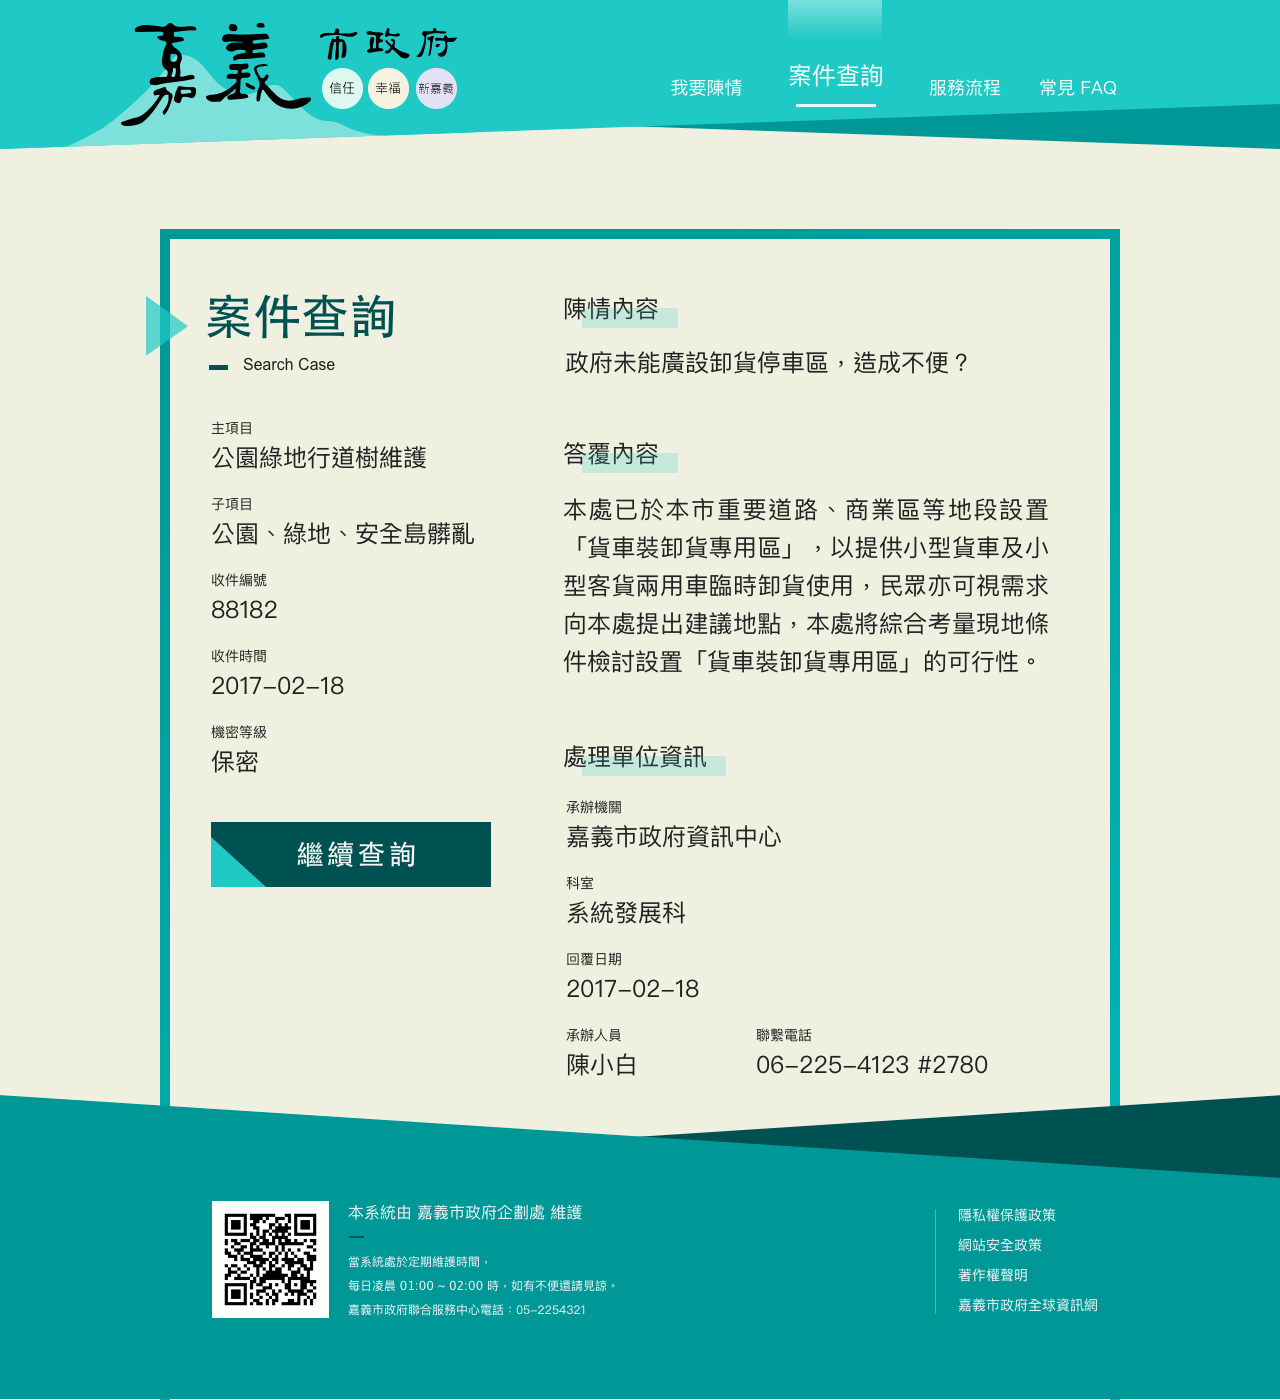 嘉義
市政府
信任 幸福 新嘉義
我要陳情 案件查詢 服務流程 常見 FAQ
案件查詢
Search Case
主項目
公園綠地行道樹維護
子項目
公園、綠地、安全島髒亂
收件編號
88182
收件時間
2017-02-18
機密等級
保密
繼續查詢
陳情內容
政府未能廣設卸貨停車區，造成不便？
答覆內容
本處已於本市重要道路、商業區等地段設置
「貨車裝卸貨專用區」，以提供小型貨車及小
型客貨兩用車臨時卸貨使用，民眾亦可視需求
向本處提出建議地點，本處將綜合考量現地條
件檢討設置「貨車裝卸貨專用區」的可行性。
處理單位資訊
承辦機關
嘉義市政府資訊中心
科室
系統發展科
回覆日期
2017-02-18
承辦人員 聯繫電話
陳小白 06-225-4123 #2780
本系統由 嘉義市政府企劃處 維護
當系統處於定期維護時間，
每日凌晨 01:00 ~ 02:00 時，如有不便還請見諒。
嘉義市政府聯合服務中心電話：05-2254321
隱私權保護政策
網站安全政策
著作權聲明
嘉義市政府全球資訊網